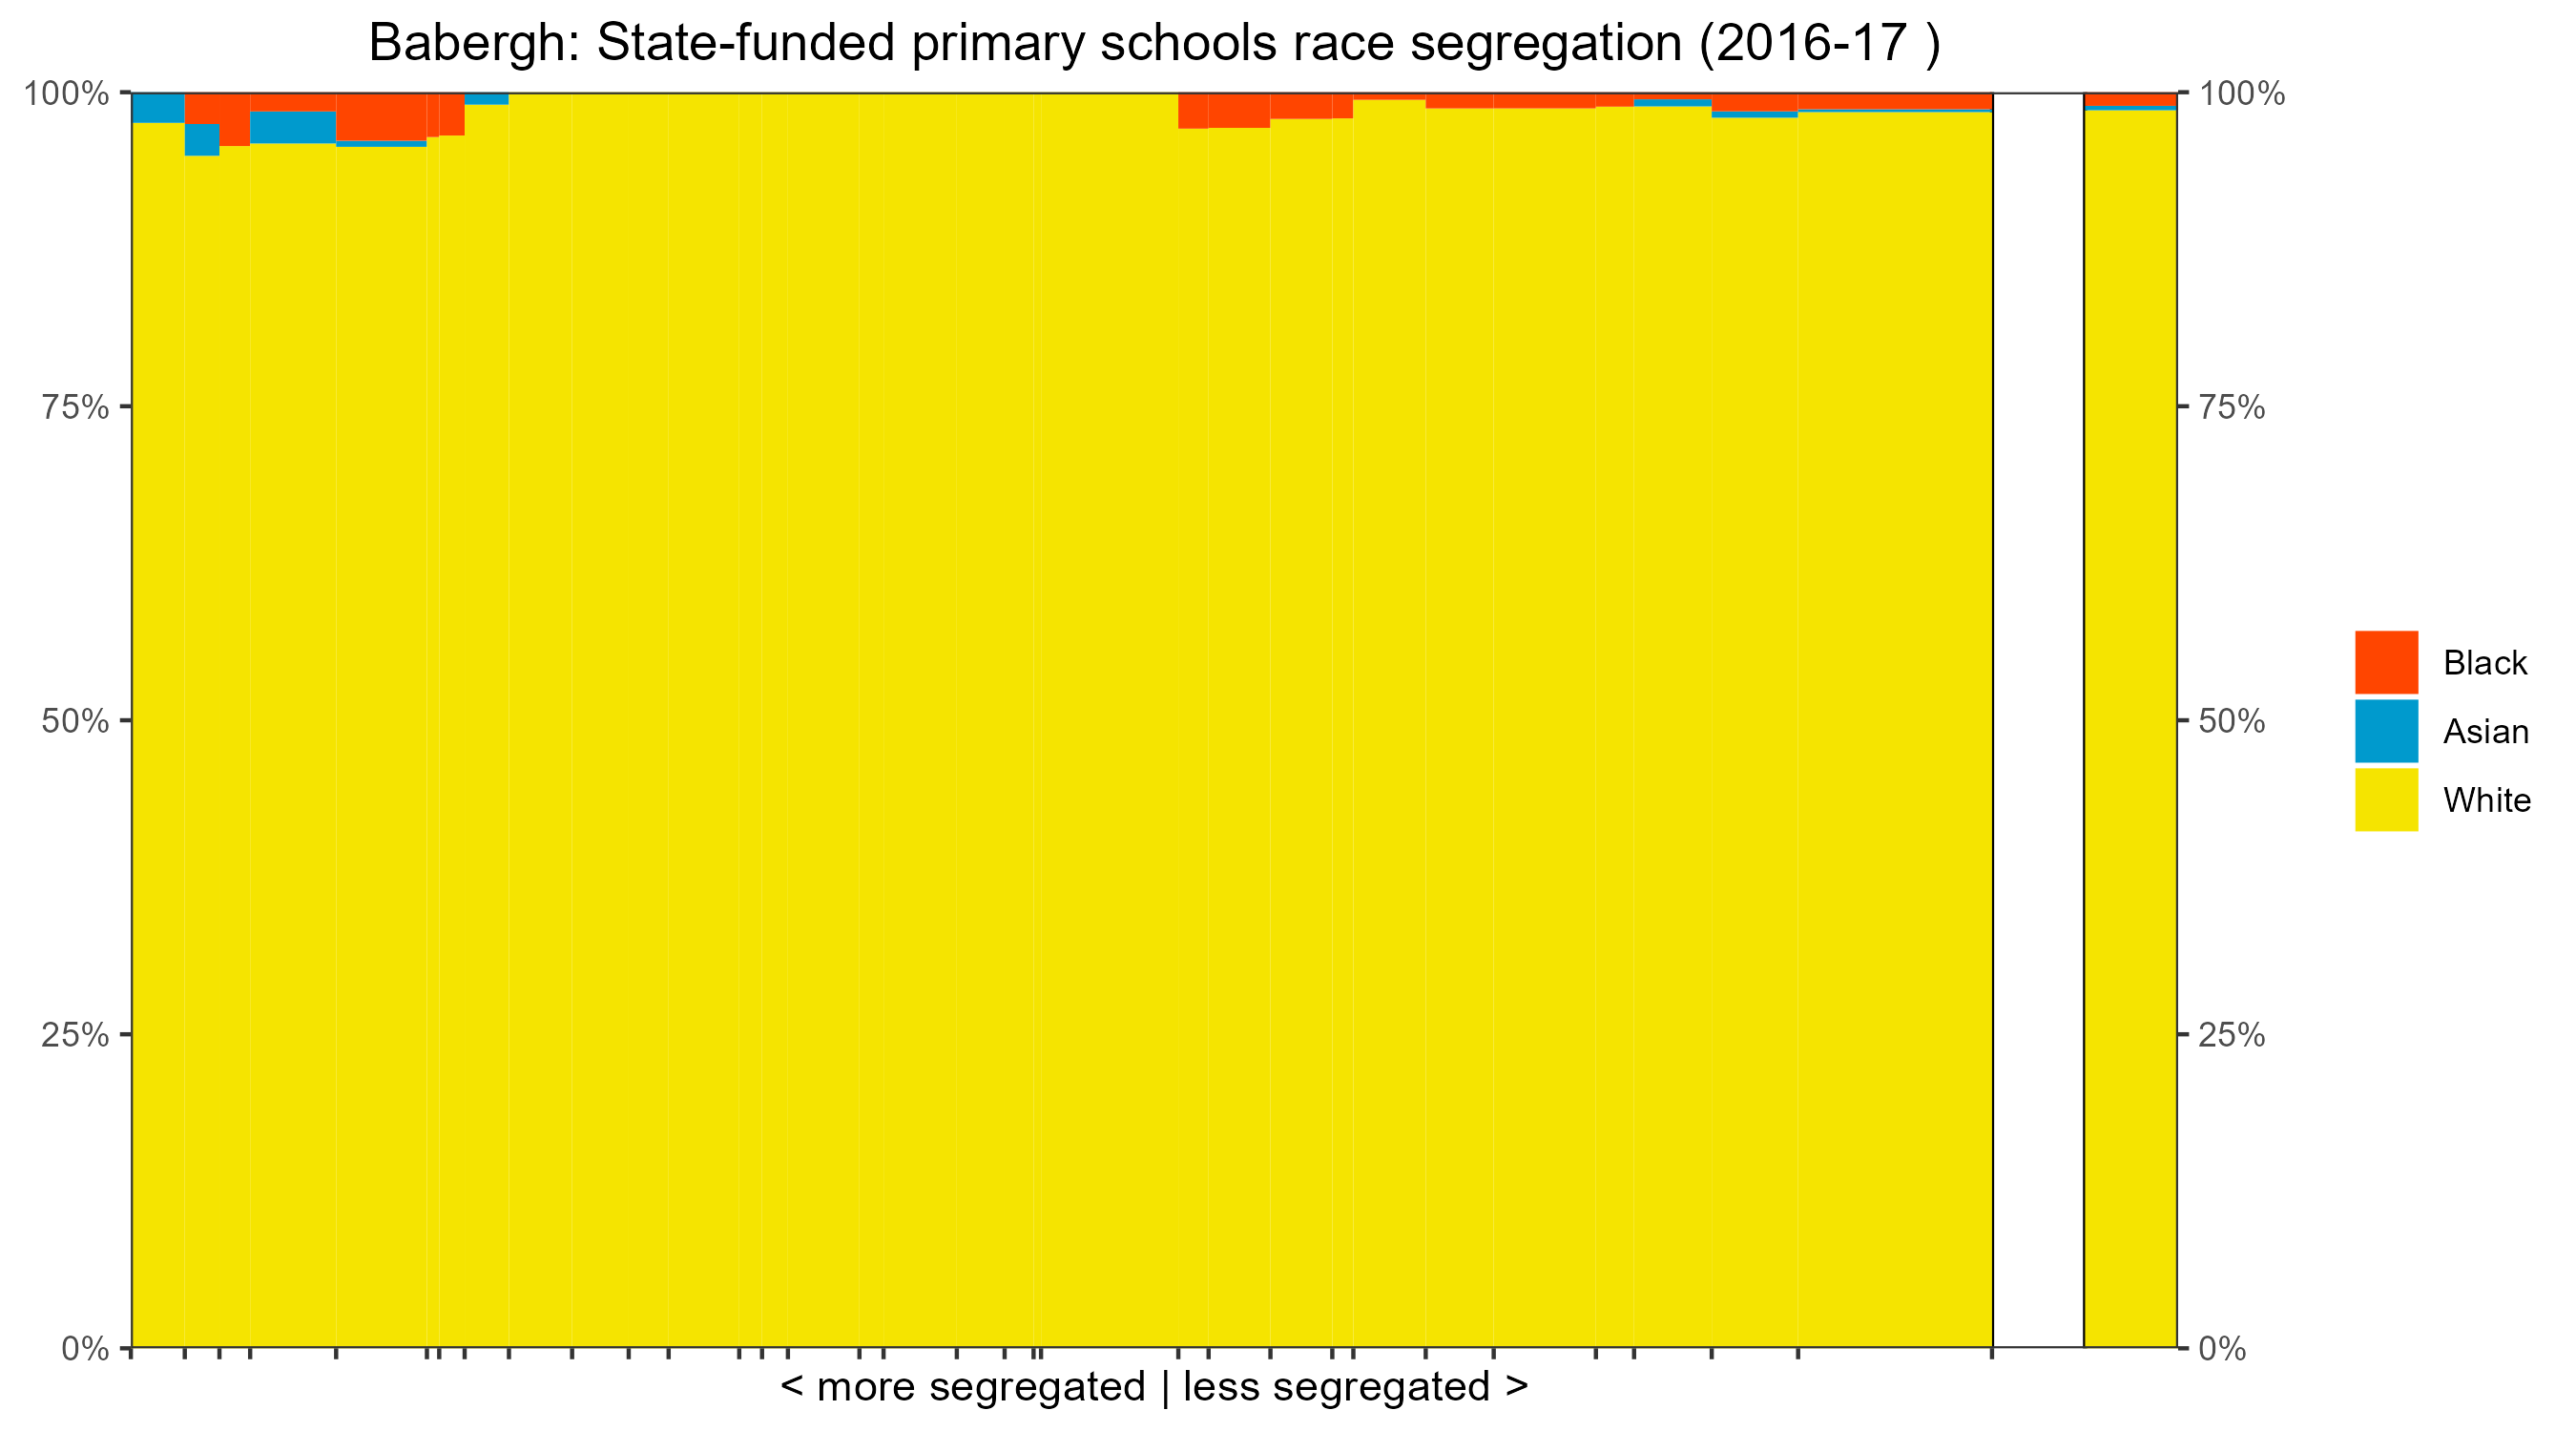 Babergh: State-funded primary schools race segregation (2016-17 )
100%
75%
50%
25%
0%
100%
75%
50%
25%
0%
Black
Asian
White
< more segregated | less segregated >